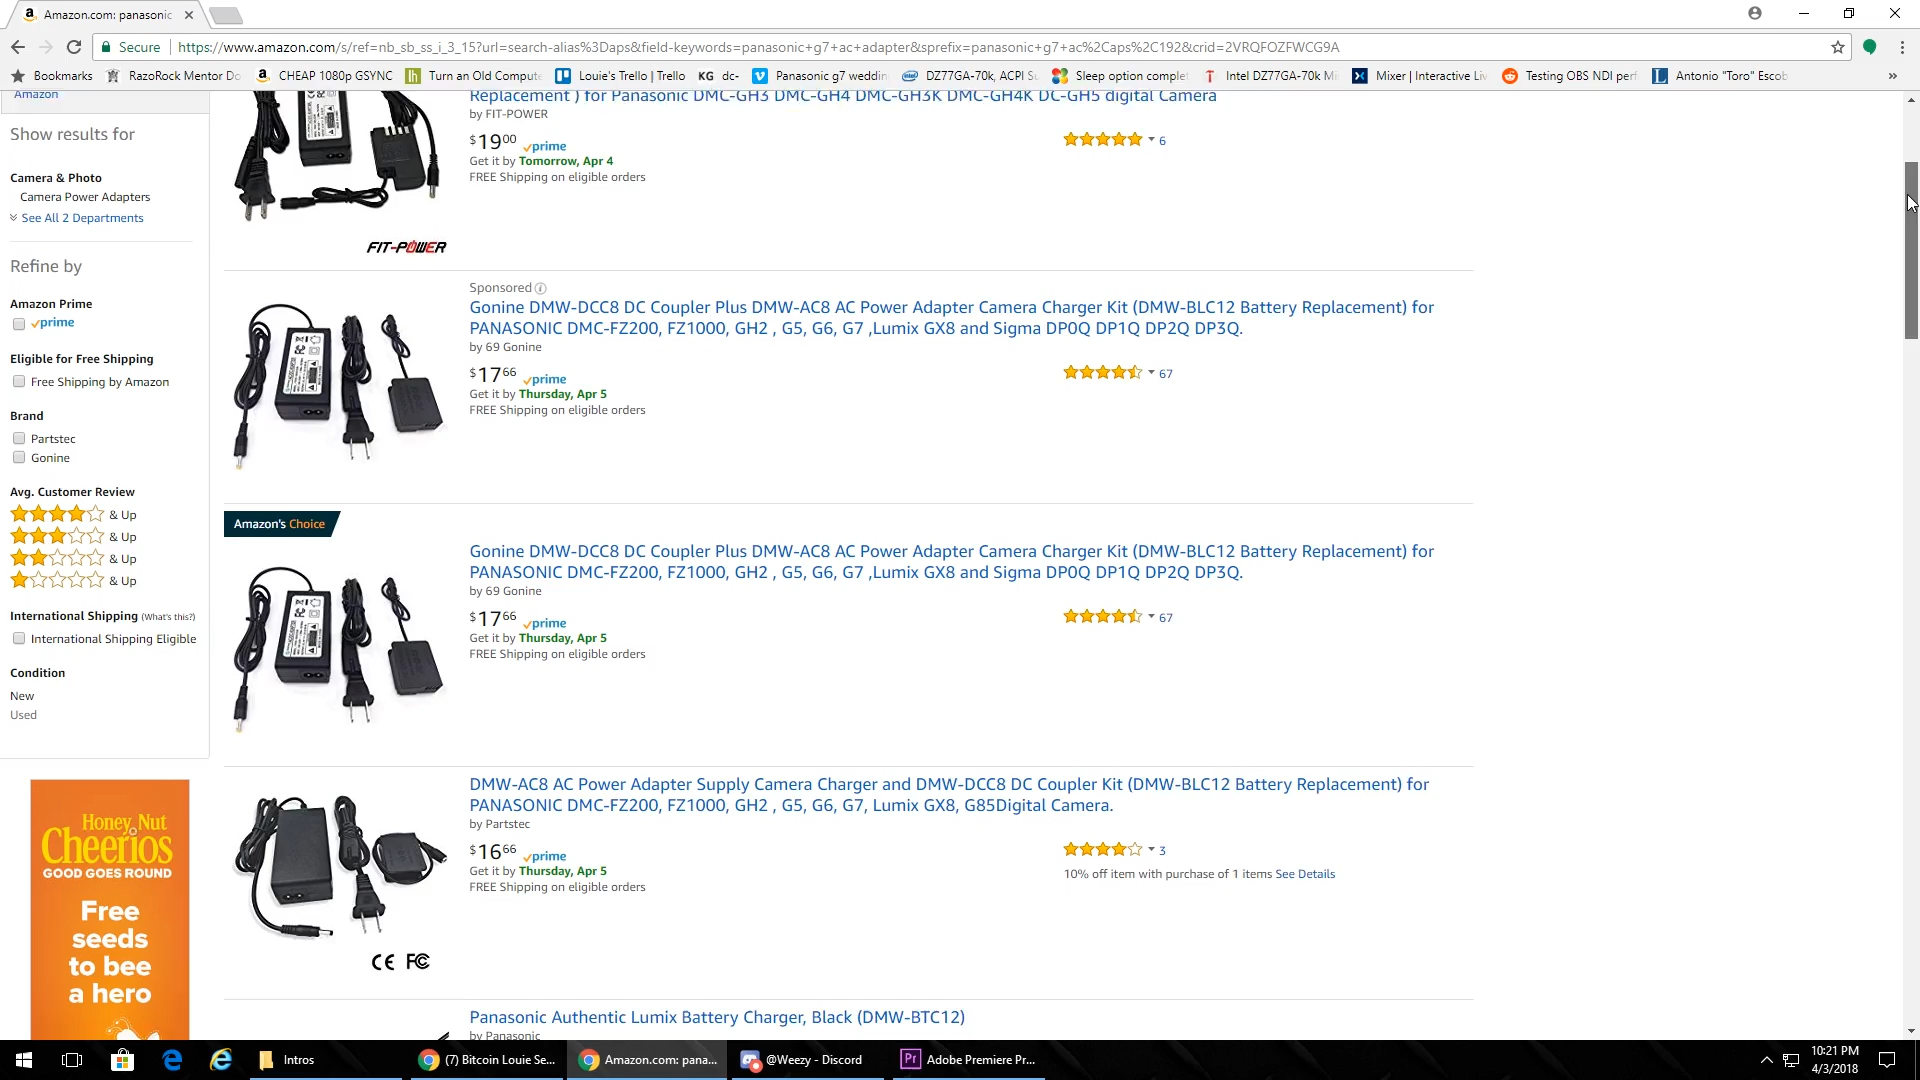 Amazon.com: panasonic
Secure
https://www.amazon.com/s/ref=nb_sb_ss_i_3_15?url=search-alias%3Daps&field-keywords=panasonic+g7+ac+adapter&sprefix=panasonic+g7+ac%2Caps%2C192&crid=2VRQFOZFWCG9A
Bookmarks
RazoRock Mentor Do
CHEAP 1080p GSYNC
Turn an Old Compute
Louie's Trello | Trello
KG dc-
Panasonic g7 weddin
DZ77GA-70k, ACPI S
Sleep option complet
Intel DZ77GA-70k Mi
Mixer | Interactive Liv
Testing OBS NDI perf
Antonio "Toro" Escob
Amazon
Show results for
Camera & Photo
Camera Power Adapters
See All 2 Departments
Refine by
Amazon Prime
prime
Eligible for Free Shipping
Free Shipping by Amazon
Brand
Partstec
Gonine
Avg. Customer Review
& Up
& Up
& Up
& Up
International Shipping (What's this?)
International Shipping Eligible
Condition
New
Used
Honey Nut
Cheerios
GOOD GOES ROUND
Free
seeds
to bee
a hero
Replacement ) for Panasonic DMC-GH3 DMC-GH4 DMC-GH3K DMC-GH4K DC-GH5 digital Camera
by FIT-POWER
$19.00 prime
6
Get it by Tomorrow, Apr 4
FREE Shipping on eligible orders
FIT-POWER
Sponsored
Gonine DMW-DCC8 DC Coupler Plus DMW-AC8 AC Power Adapter Camera Charger Kit (DMW-BLC12 Battery Replacement) for
PANASONIC DMC-FZ200, FZ1000, GH2 , G5, G6, G7 ,Lumix GX8 and Sigma DP0Q DP1Q DP2Q DP3Q.
by 69 Gonine
$17 66 prime
67
Get it by Thursday, Apr 5
FREE Shipping on eligible orders
Amazon's Choice
Gonine DMW-DCC8 DC Coupler Plus DMW-AC8 AC Power Adapter Camera Charger Kit (DMW-BLC12 Battery Replacement) for
PANASONIC DMC-FZ200, FZ1000, GH2 , G5, G6, G7 ,Lumix GX8 and Sigma DP0Q DP1Q DP2Q DP3Q.
by 69 Gonine
$17 66 prime
67
Get it by Thursday, Apr 5
FREE Shipping on eligible orders
DMW-AC8 AC Power Adapter Supply Camera Charger and DMW-DCC8 DC Coupler Kit (DMW-BLC12 Battery Replacement) for
PANASONIC DMC-FZ200, FZ1000, GH2 , G5, G6, G7, Lumix GX8, G85Digital Camera.
by Partstec
$16 66 prime
3
Get it by Thursday, Apr 5
10% off item with purchase of 1 items See Details
FREE Shipping on eligible orders
CE FC
Panasonic Authentic Lumix Battery Charger, Black (DMW-BTC12)
by Panasonic
Intros
(7) Bitcoin Louie Se...
Amazon.com: pana...
@Weezy - Discord
Pr
Adobe Premiere Pr...
10:21 PM
4/3/2018